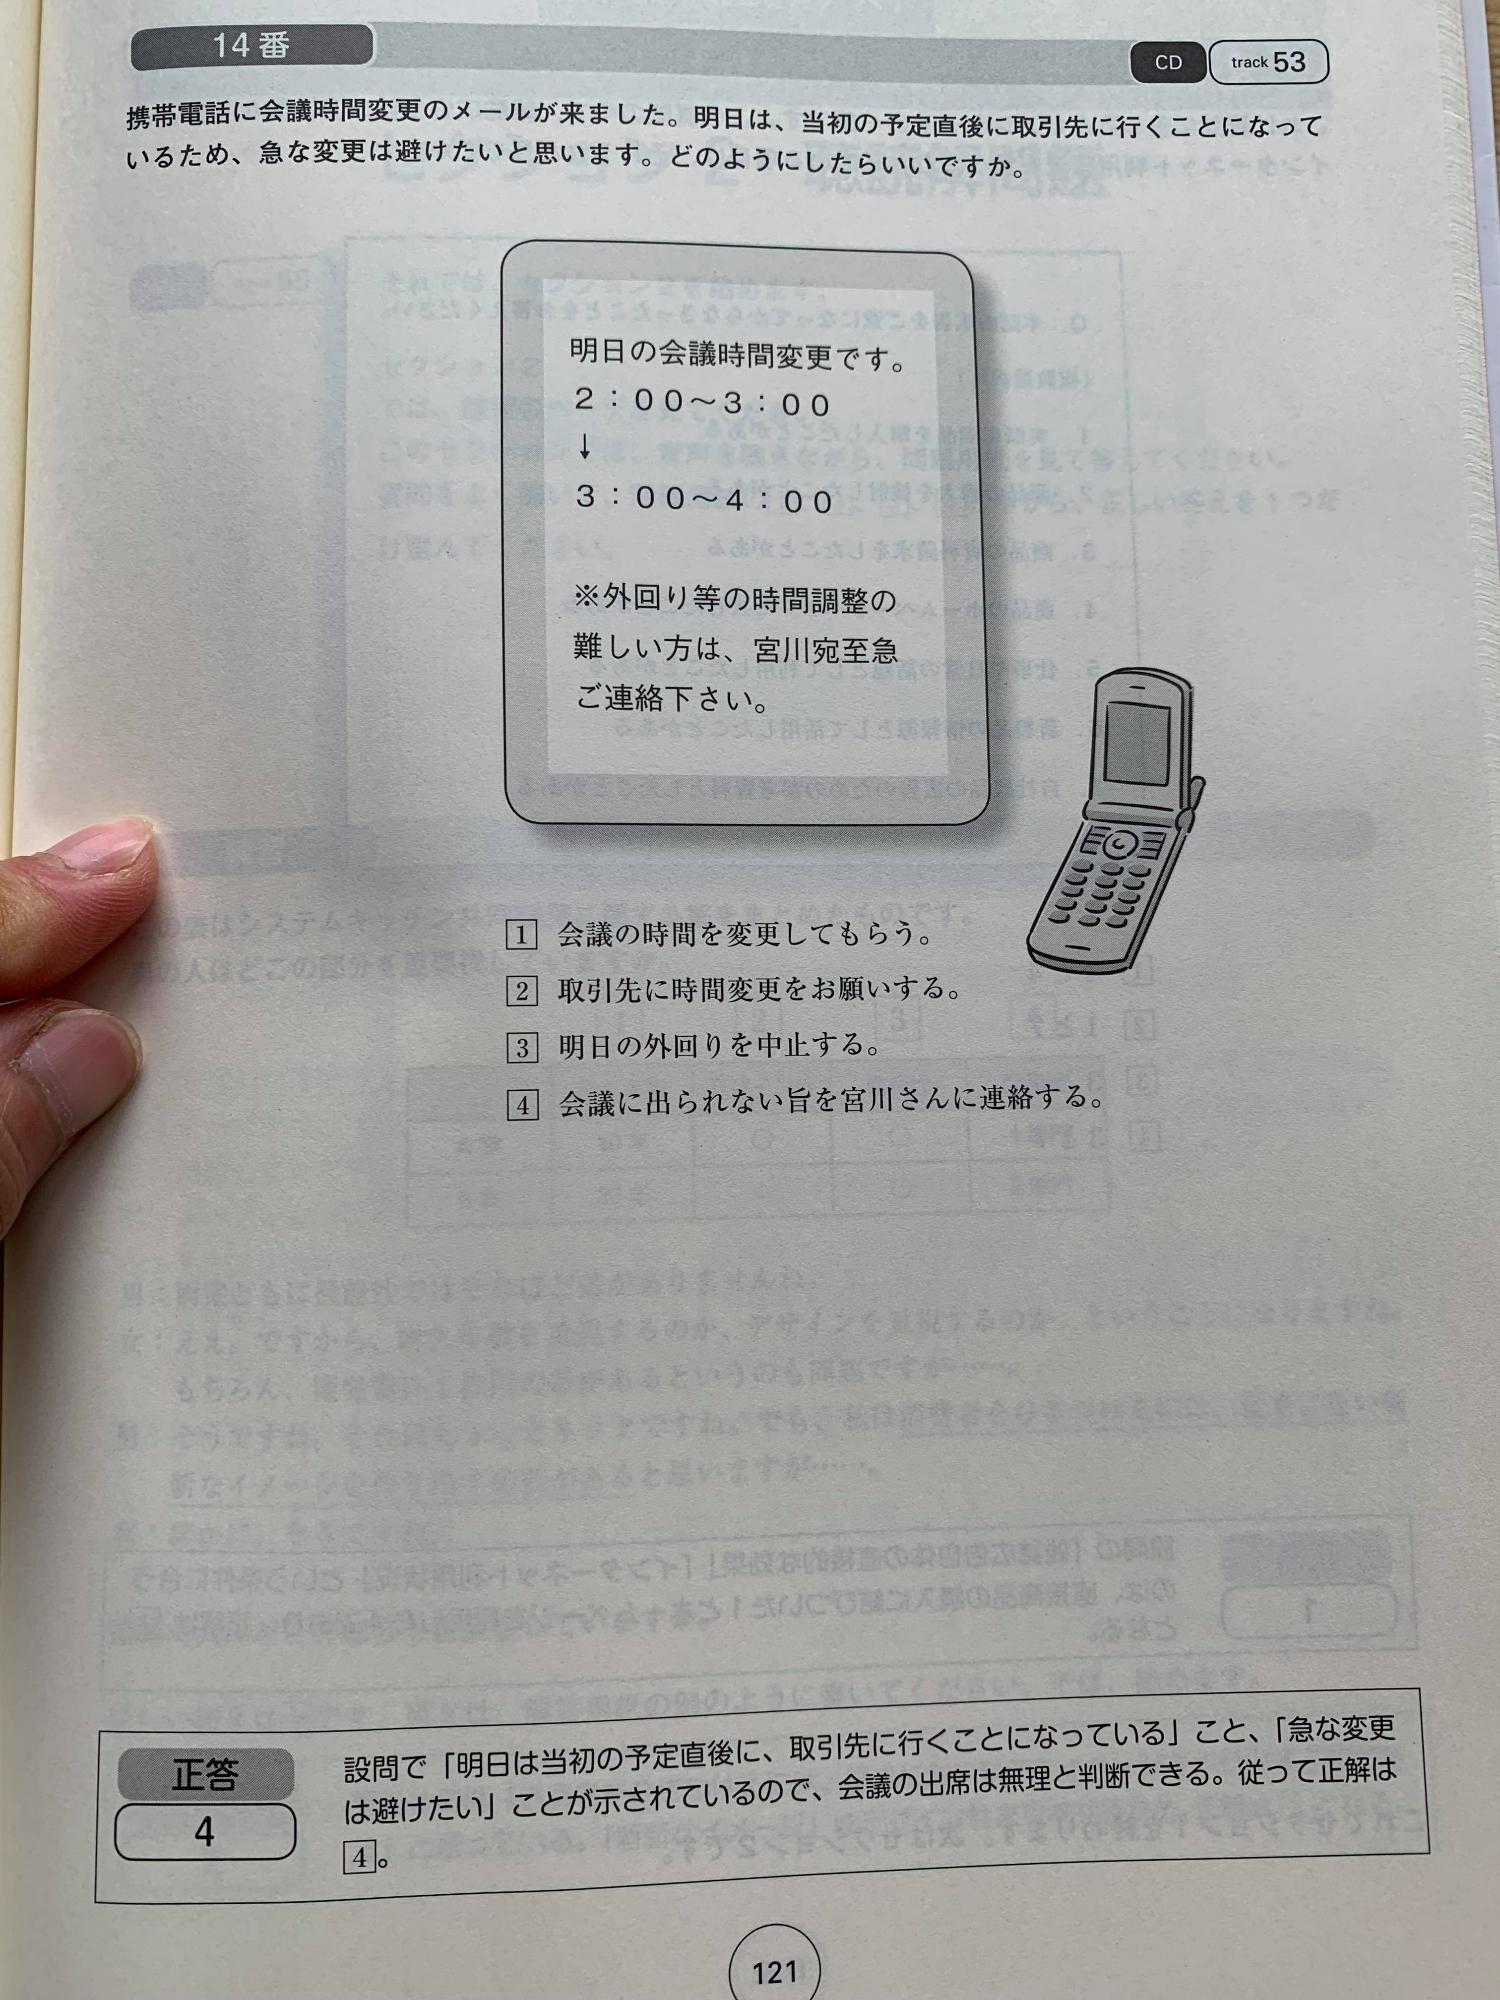 14番
CD track 53
携帯電話に会議時間変更のメールが来ました。明日は、当初の予定直後に取引先に行くことになって
いるため、急な変更は避けたいと思います。どのようにしたらいいですか。
明日の会議時間変更です。
2：00～3：00
↓
3：00～4：00
※外回り等の時間調整の
難しい方は、宮川宛至急
ご連絡下さい。
1 会議の時間を変更してもらう。
2 取引先に時間変更をお願いする。
3 明日の外回りを中止する。
4 会議に出られない旨を宮川さんに連絡する。
正答
4
設問で「明日は当初の予定直後に、取引先に行くことになっている」こと、「急な変更
は避けたい」ことが示されているので、会議の出席は無理と判断できる。従って正解は
4。
121